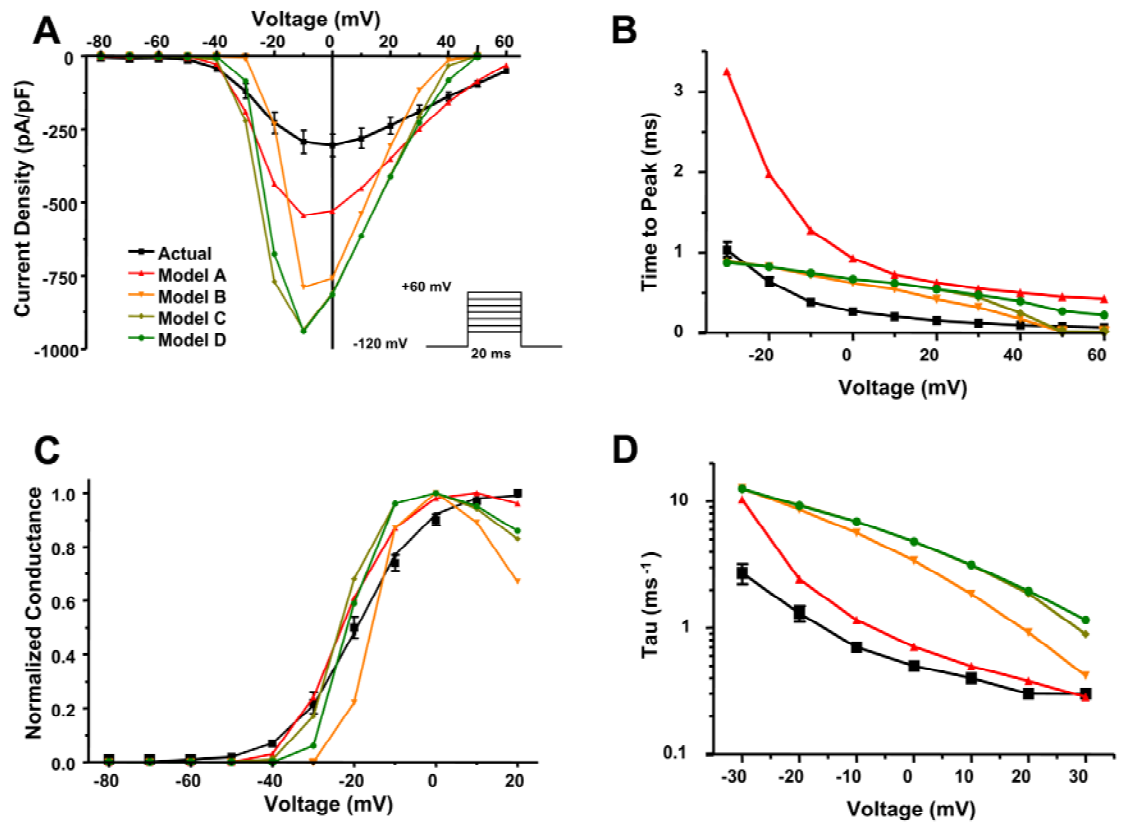 A
Voltage (mV)
-80 -60 -40 -20 0 20 40 60
0
-250
-500
-750
-1000
Current Density (pA/pF)
Actual
Model A
Model B
Model C
Model D
+60 mV
-120 mV
20 ms
B
3
2
1
0
Time to Peak (ms)
-20 0 20 40 60
Voltage (mV)
C
1.0
0.8
0.6
0.4
0.2
0.0
Normalized Conductance
-80 -60 -40 -20 0 20
Voltage (mV)
D
10
1
0.1
Tau (ms⁻¹)
-30 -20 -10 0 10 20 30
Voltage (mV)